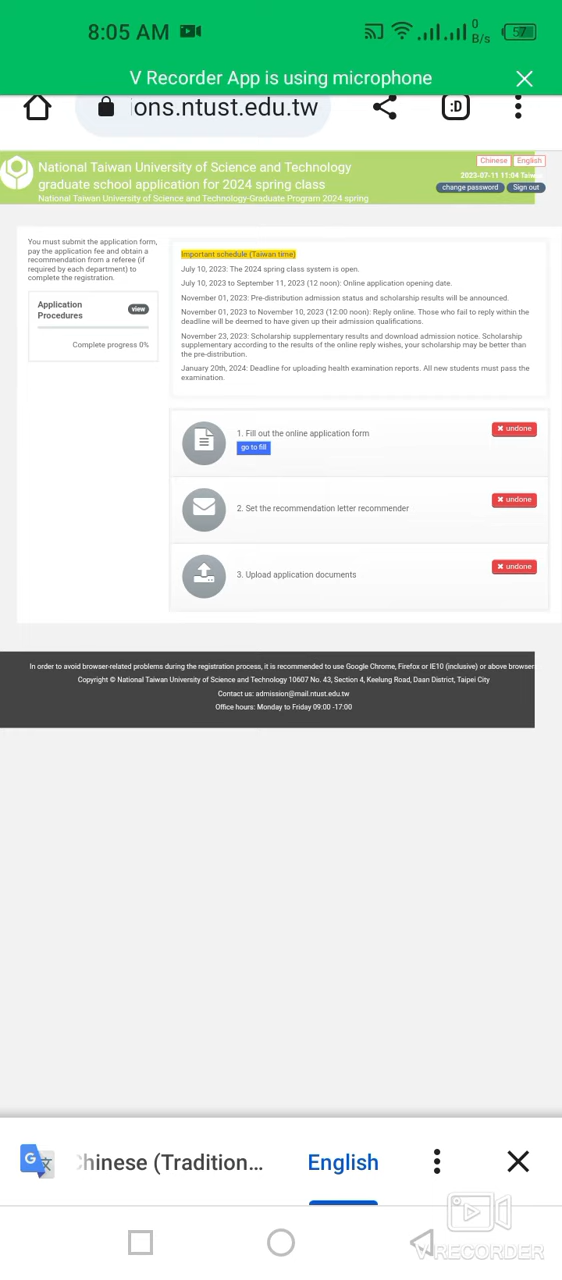 8:05 AM
0
B/s
57
V Recorder App is using microphone
ions.ntust.edu.tw
:D
National Taiwan University of Science and Technology
graduate school application for 2024 spring class
National Taiwan University of Science and Technology-Graduate Program 2024 spring
Chinese English
2023-07-11 11:04
change password Sign out
You must submit the application form,
pay the application fee and obtain a
recommendation from a referee (if
required by each department) to
complete the registration.
Application
Procedures
view
Complete progress 0%
Important schedule (Taiwan time)
July 10, 2023: The 2024 spring class system is open.
July 10, 2023 to September 11, 2023 (12 noon): Online application opening date.
November 01, 2023: Pre-distribution admission status and scholarship results will be announced.
November 01, 2023 to November 10, 2023 (12:00 noon): Reply online. Those who fail to reply within the
deadline will be deemed to have given up their admission qualifications.
November 23, 2023: Scholarship supplementary results and download admission notice. Scholarship
supplementary according to the results of the online reply wishes, your scholarship may be better than
the pre-distribution.
January 20th, 2024: Deadline for uploading health examination reports. All new students must pass the
examination.
1. Fill out the online application form
go to fill
undone
2. Set the recommendation letter recommender
undone
3. Upload application documents
undone
In order to avoid browser-related problems during the registration process, it is recommended to use Google Chrome, Firefox or IE10 (inclusive) or above browser
Copyright © National Taiwan University of Science and Technology 10607 No. 43, Section 4, Keelung Road, Daan District, Taipei City
Contact us: admission@mail.ntust.edu.tw
Office hours: Monday to Friday 09:00 -17:00
G 文
Chinese (Tradition... English
V RECORDER